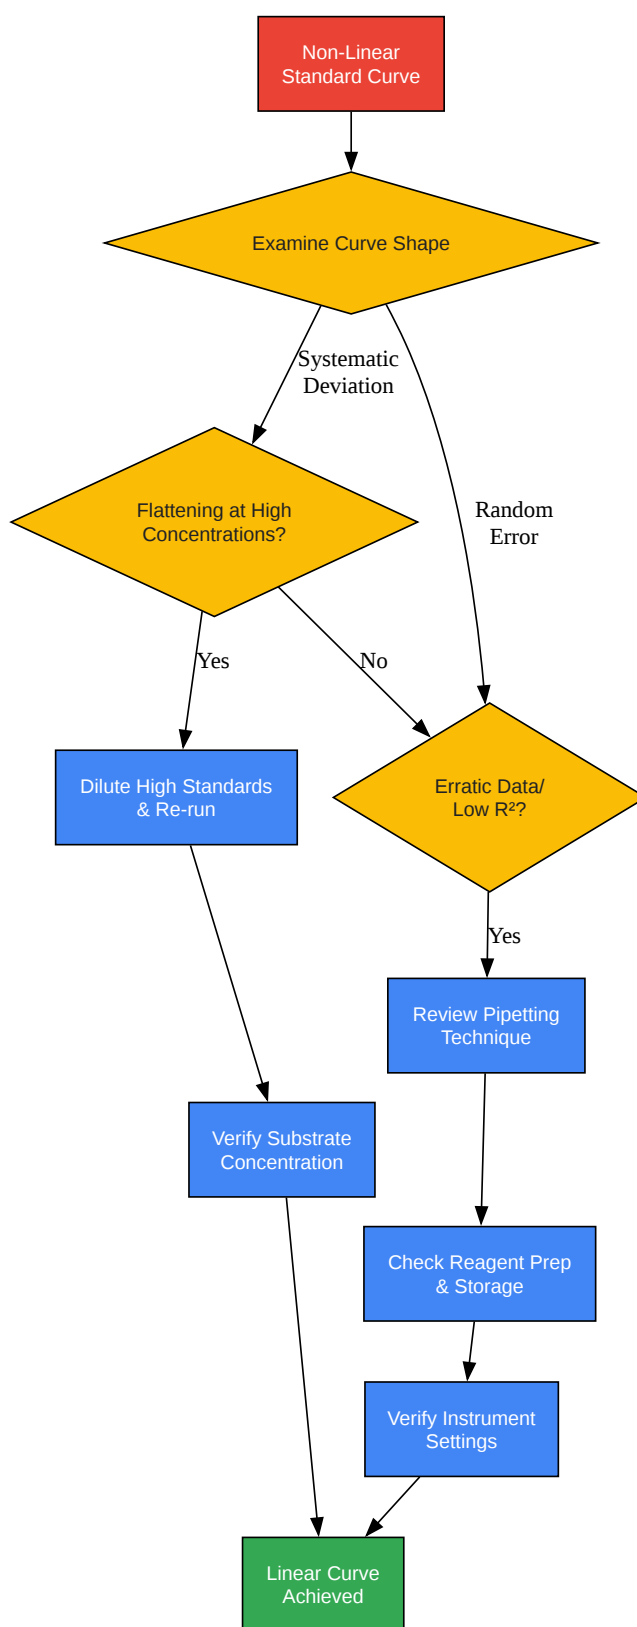 Non-Linear
Standard Curve
Examine Curve Shape
Systematic
Deviation
Random
Error
Flattening at High
Concentrations?
Yes
No
Dilute High Standards
& Re-run
Erratic Data/
Low R²?
Yes
Review Pipetting
Technique
Verify Substrate
Concentration
Check Reagent Prep
& Storage
Verify Instrument
Settings
Linear Curve
Achieved